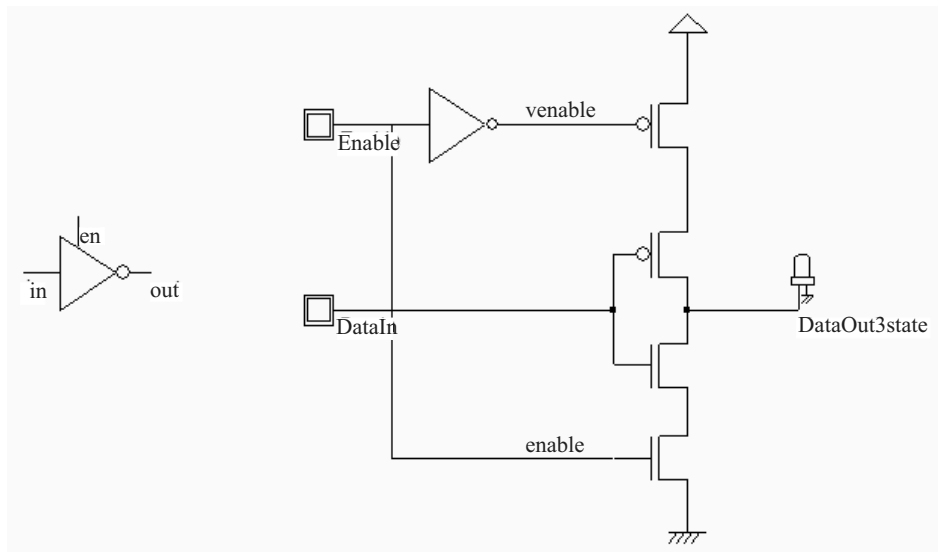 venable
Enable
en
in
out
DataIn
DataOut3state
enable